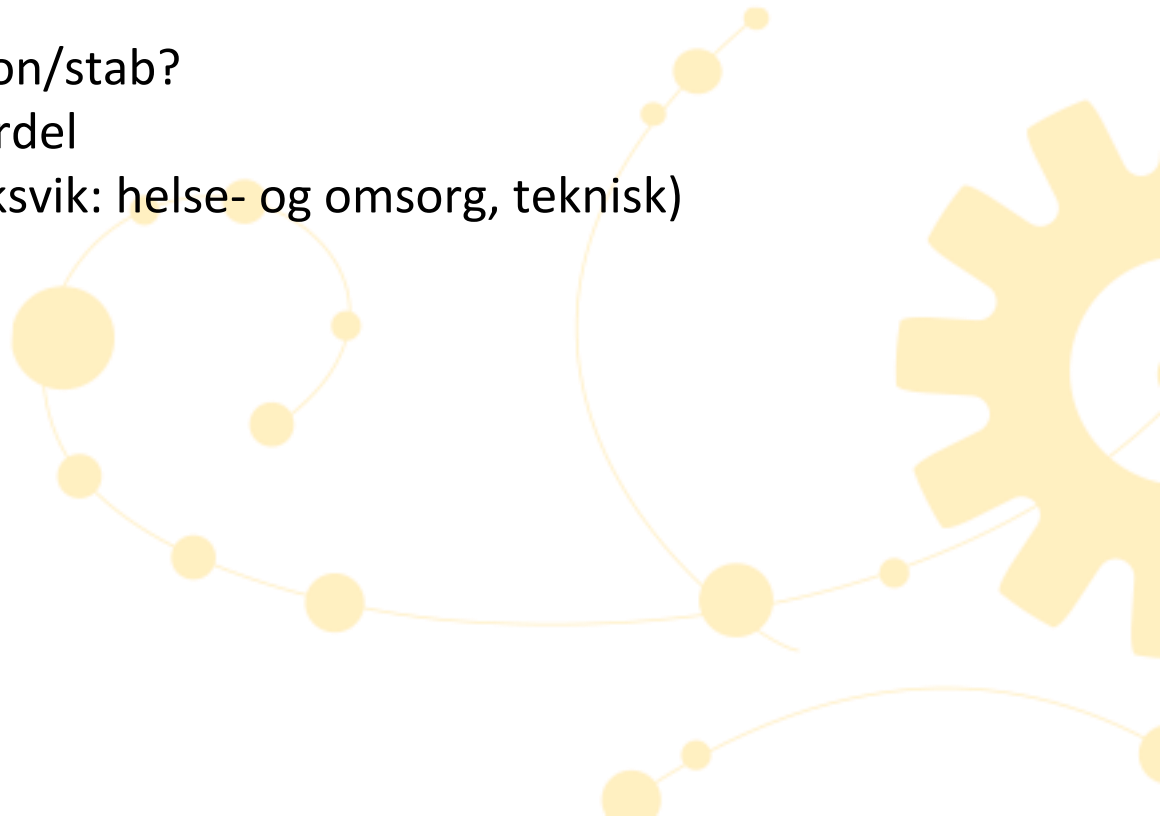 on/stab?
rdel
ksvik: helse- og omsorg, teknisk)